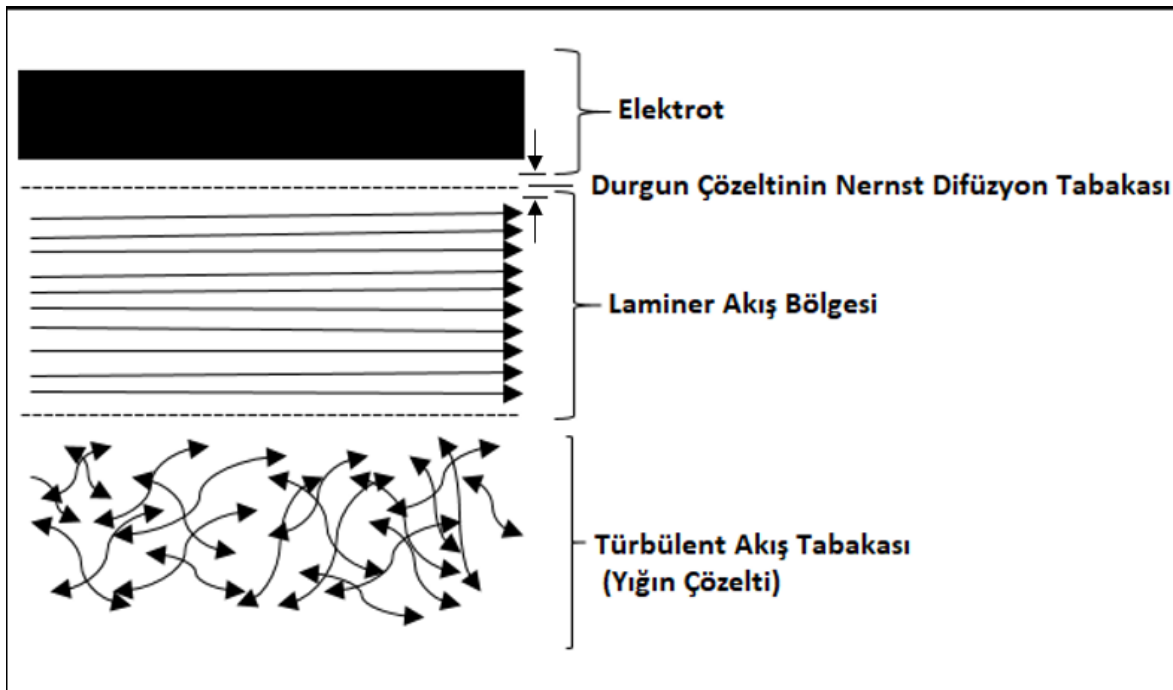 Elektrot
Durgun Çözeltinin Nernst Difüzyon Tabakası
Laminer Akış Bölgesi
Türbülent Akış Tabakası
(Yığın Çözelti)